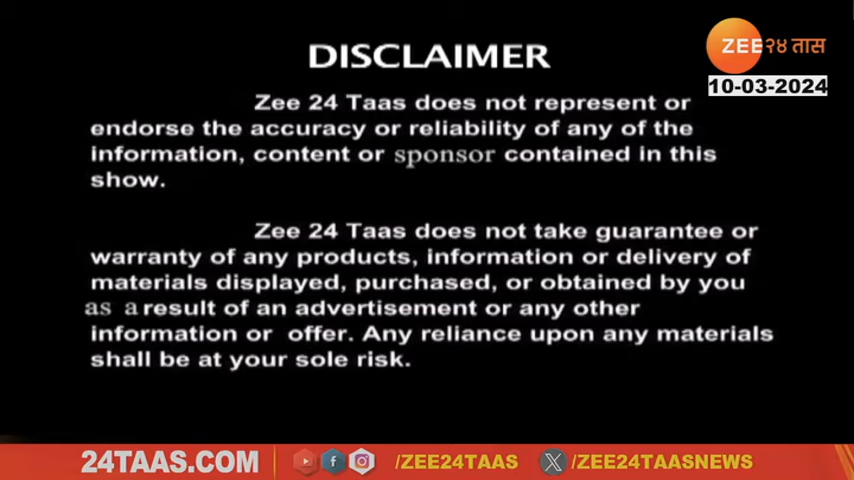 DISCLAIMER
ZEE २४ तास
10-03-2024
Zee 24 Taas does not represent or
endorse the accuracy or reliability of any of the
information, content or sponsor contained in this
show.
Zee 24 Taas does not take guarantee or
warranty of any products, information or delivery of
materials displayed, purchased, or obtained by you
as a result of an advertisement or any other
information or offer. Any reliance upon any materials
shall be at your sole risk.
24TAAS.COM /ZEE24TAAS /ZEE24TAASNEWS